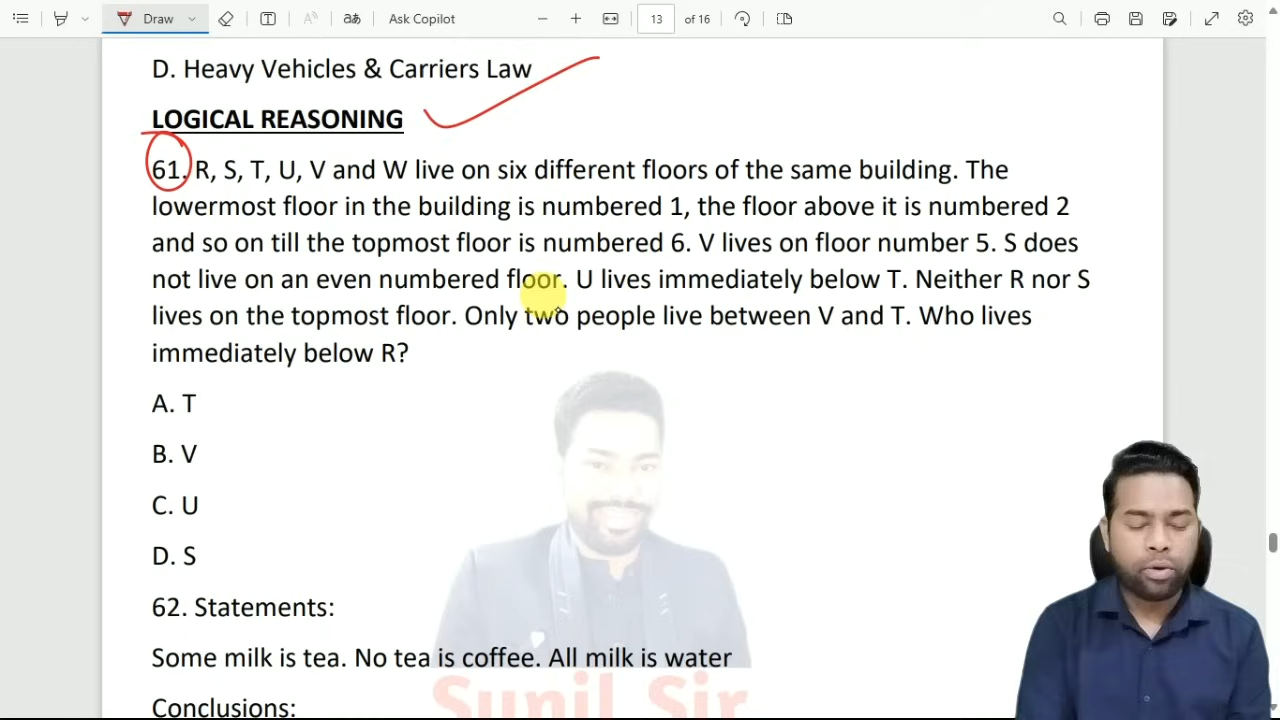 Draw
Ask Copilot
13
of 16
D. Heavy Vehicles & Carriers Law
LOGICAL REASONING
61. R, S, T, U, V and W live on six different floors of the same building. The
lowermost floor in the building is numbered 1, the floor above it is numbered 2
and so on till the topmost floor is numbered 6. V lives on floor number 5. S does
not live on an even numbered floor. U lives immediately below T. Neither R nor S
lives on the topmost floor. Only two people live between V and T. Who lives
immediately below R?
A. T
B. V
C. U
D. S
62. Statements:
Some milk is tea. No tea is coffee. All milk is water
Sunil Sir
Conclusions: